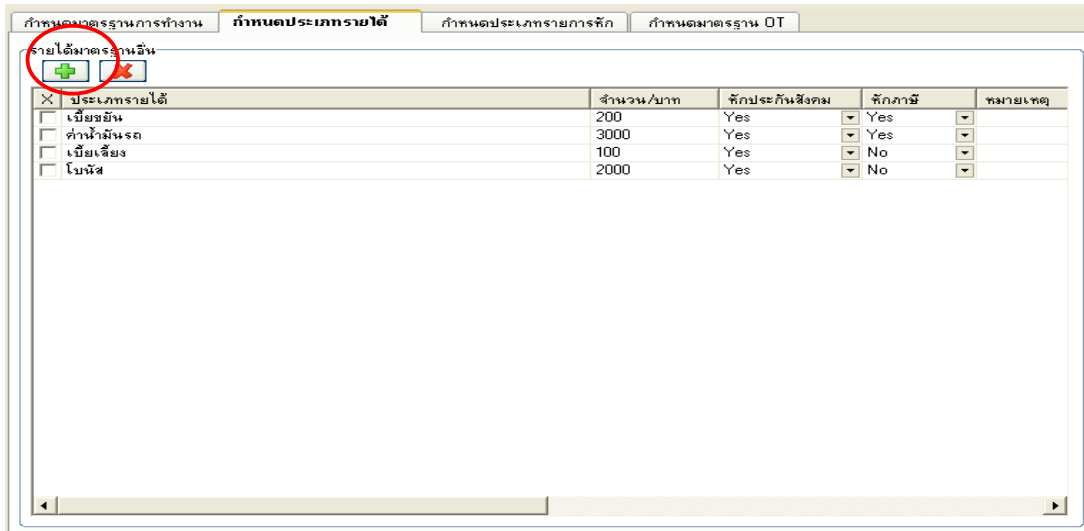 กำหนดมาตรฐานการทำงาน กำหนดประเภทรายได้ กำหนดประเภทรายการหัก กำหนดมาตรฐาน OT
รายได้มาตรฐานอื่น
X ประเภทรายได้ จำนวน/บาท หักประกันสังคม หักภาษี หมายเหตุ
เบี้ยขยัน 200 Yes Yes
ค่าน้ำมันรถ 3000 Yes Yes
เบี้ยเลี้ยง 100 Yes No
โบนัส 2000 Yes No